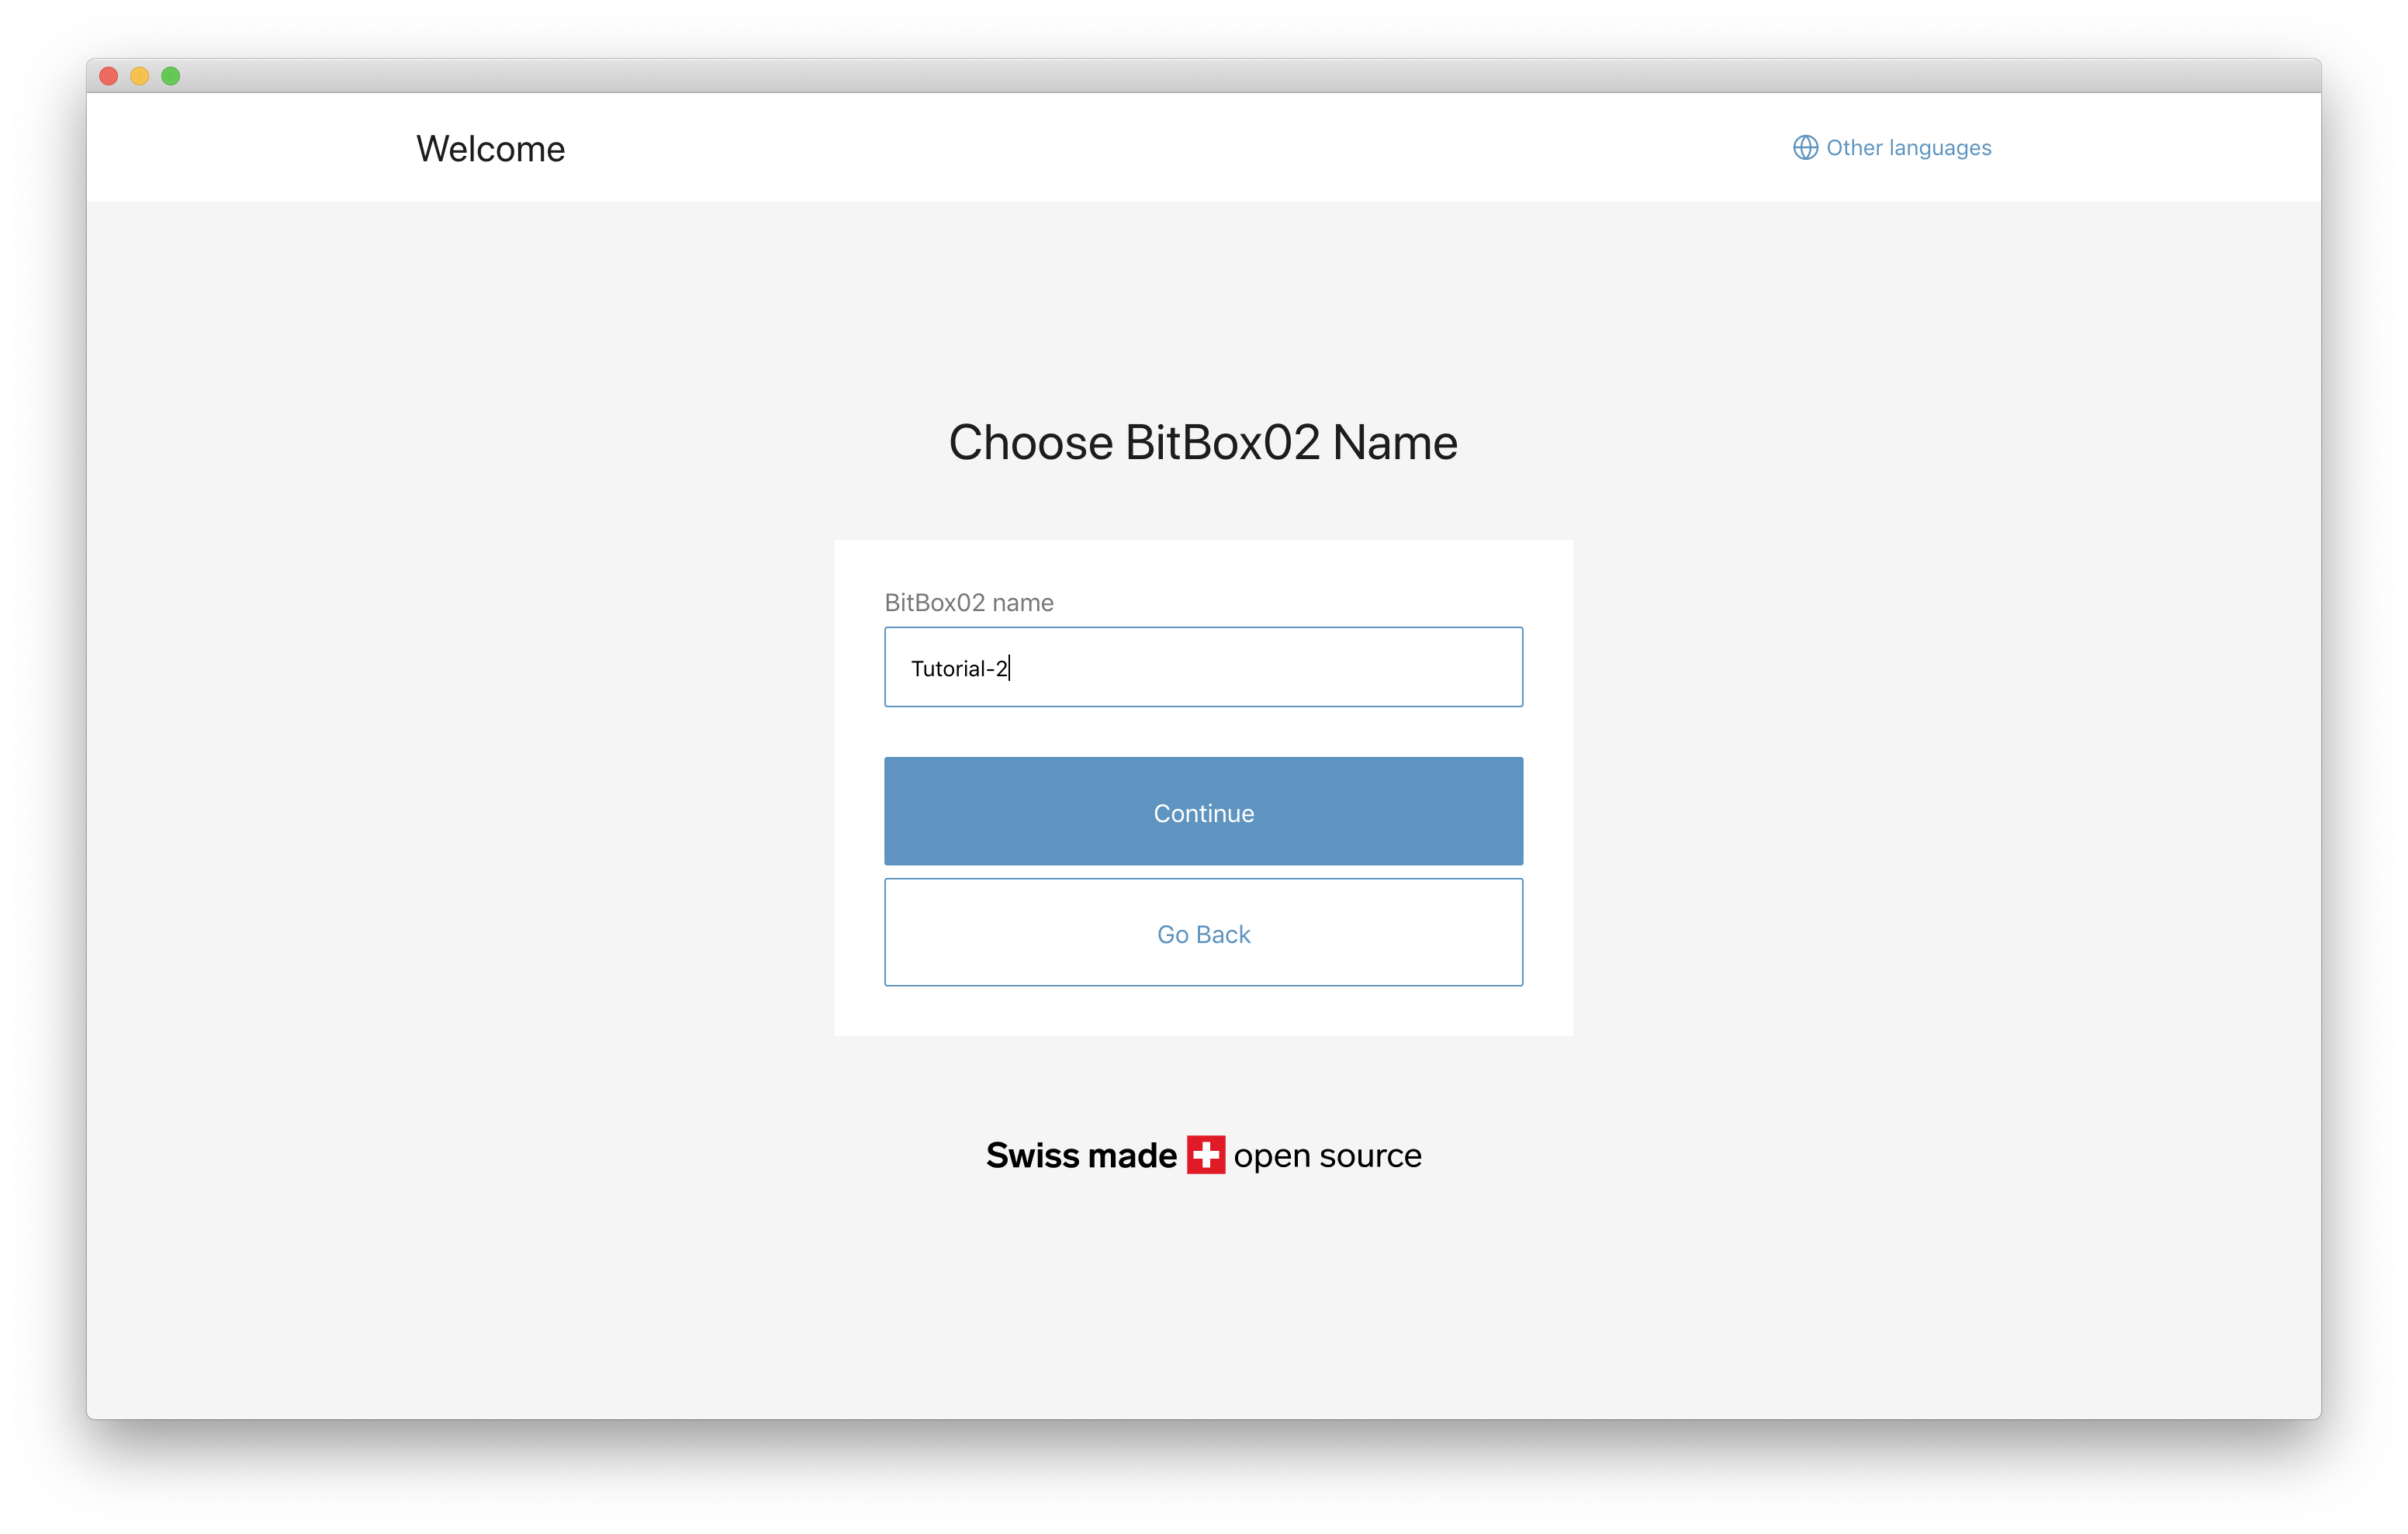 Welcome
Other languages
Choose BitBox02 Name
BitBox02 name
Tutorial-2
Continue
Go Back
Swiss made open source